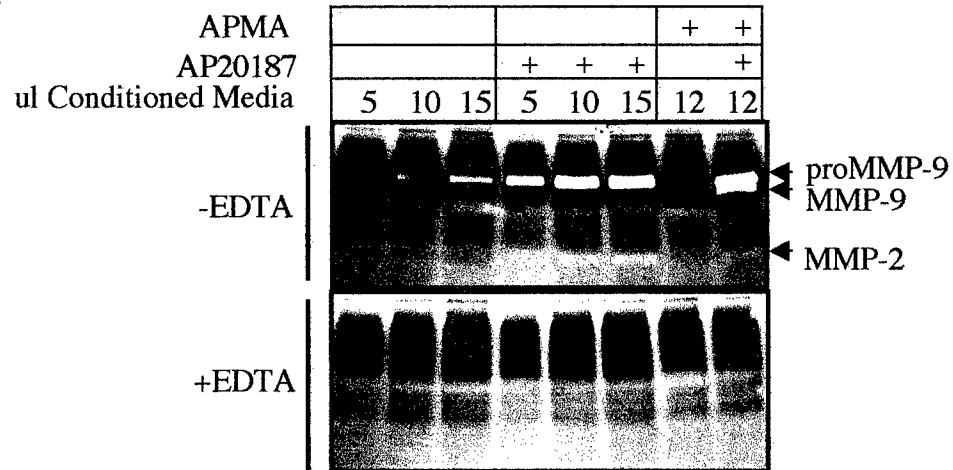 APMA + +
AP20187 + + + +
ul Conditioned Media 5 10 15 5 10 15 12 12
-EDTA
proMMP-9
MMP-9
MMP-2
+EDTA